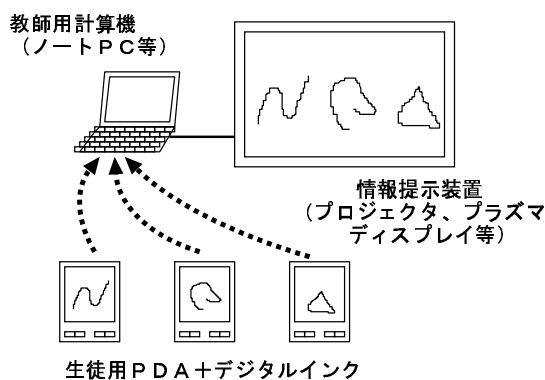 教師用計算機
（ノートＰＣ等）
情報提示装置
（プロジェクタ、プラズマ
ディスプレイ等）
生徒用ＰＤＡ＋デジタルインク